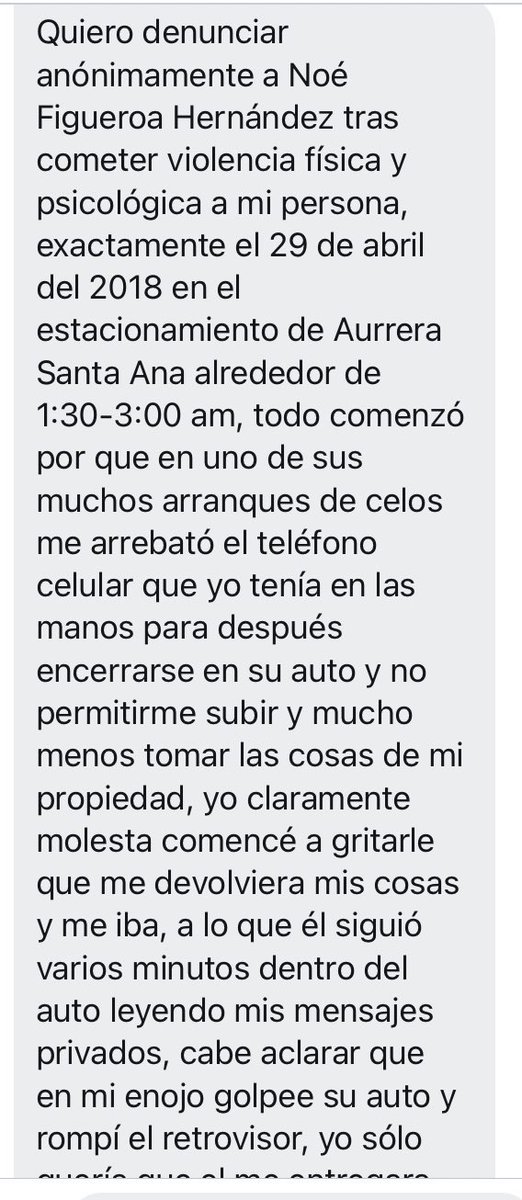 Quiero denunciar
anónimamente a Noé
Figueroa Hernández tras
cometer violencia física y
psicológica a mi persona,
exactamente el 29 de abril
del 2018 en el
estacionamiento de Aurrera
Santa Ana alrededor de
1:30-3:00 am, todo comenzó
por que en uno de sus
muchos arranques de celos
me arrebató el teléfono
celular que yo tenía en las
manos para después
encerrarse en su auto y no
permitirme subir y mucho
menos tomar las cosas de mi
propiedad, yo claramente
molesta comencé a gritarle
que me devolviera mis cosas
y me iba, a lo que él siguió
varios minutos dentro del
auto leyendo mis mensajes
privados, cabe aclarar que
en mi enojo golpee su auto y
rompí el retrovisor, yo sólo